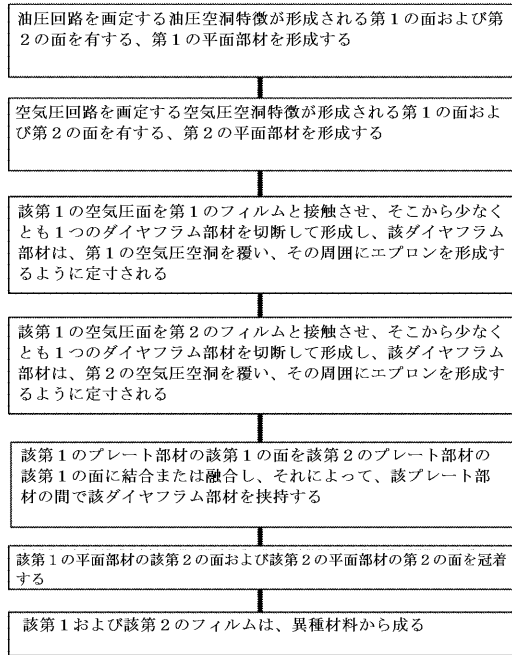 油圧回路を画定する油圧空洞特徴が形成される第１の面および第
２の面を有する、第１の平面部材を形成する
空気圧回路を画定する空気圧空洞特徴が形成される第１の面およ
び第２の面を有する、第２の平面部材を形成する
該第１の空気圧面を第１のフィルムと接触させ、そこから少なく
とも１つのダイヤフラム部材を切断して形成し、該ダイヤフラム
部材は、第１の空気圧空洞を覆い、その周囲にエプロンを形成す
るように定寸される
該第１の空気圧面を第２のフィルムと接触させ、そこから少なく
とも１つのダイヤフラム部材を切断して形成し、該ダイヤフラム
部材は、第２の空気圧空洞を覆い、その周囲にエプロンを形成す
るように定寸される
該第１のプレート部材の該第１の面を該第２のプレート部材の
該第１の面に結合または融合し、それによって、該プレート部
材の間で該ダイヤフラム部材を挟持する
該第１の平面部材の該第２の面および該第２の平面部材の第２の面を冠着
する
該第１および該第２のフィルムは、異種材料から成る